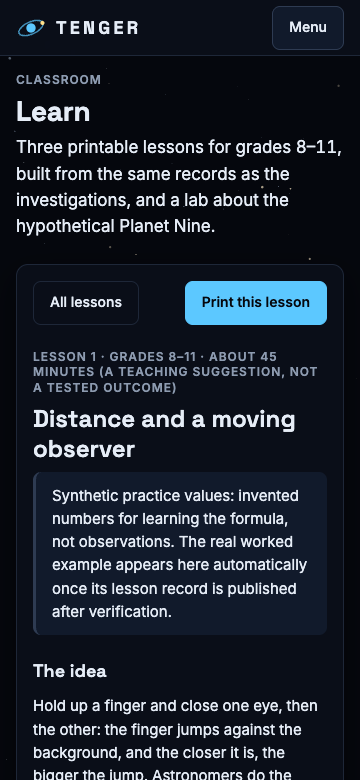 TENGER
Menu
CLASSROOM
Learn
Three printable lessons for grades 8–11,
built from the same records as the
investigations, and a lab about the
hypothetical Planet Nine.
All lessons
Print this lesson
LESSON 1 · GRADES 8–11 · ABOUT 45
MINUTES (A TEACHING SUGGESTION, NOT
A TESTED OUTCOME)
Distance and a moving
observer
Synthetic practice values: invented
numbers for learning the formula,
not observations. The real worked
example appears here automatically
once its lesson record is published
after verification.
The idea
Hold up a finger and close one eye, then
the other: the finger jumps against the
background, and the closer it is, the
bigger the jump. Astronomers do the